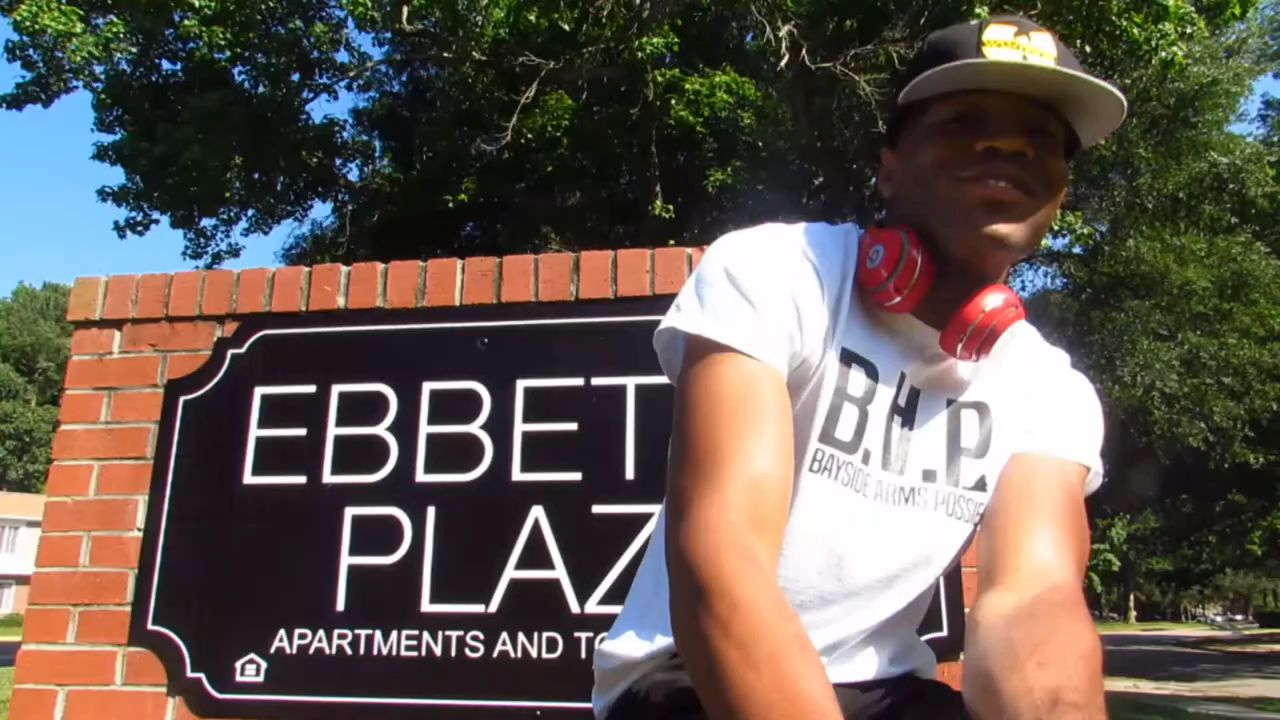 EBBET
PLAZ
APARTMENTS AND TO
B.H.P.
BAYSIDE ARMS POSSIE